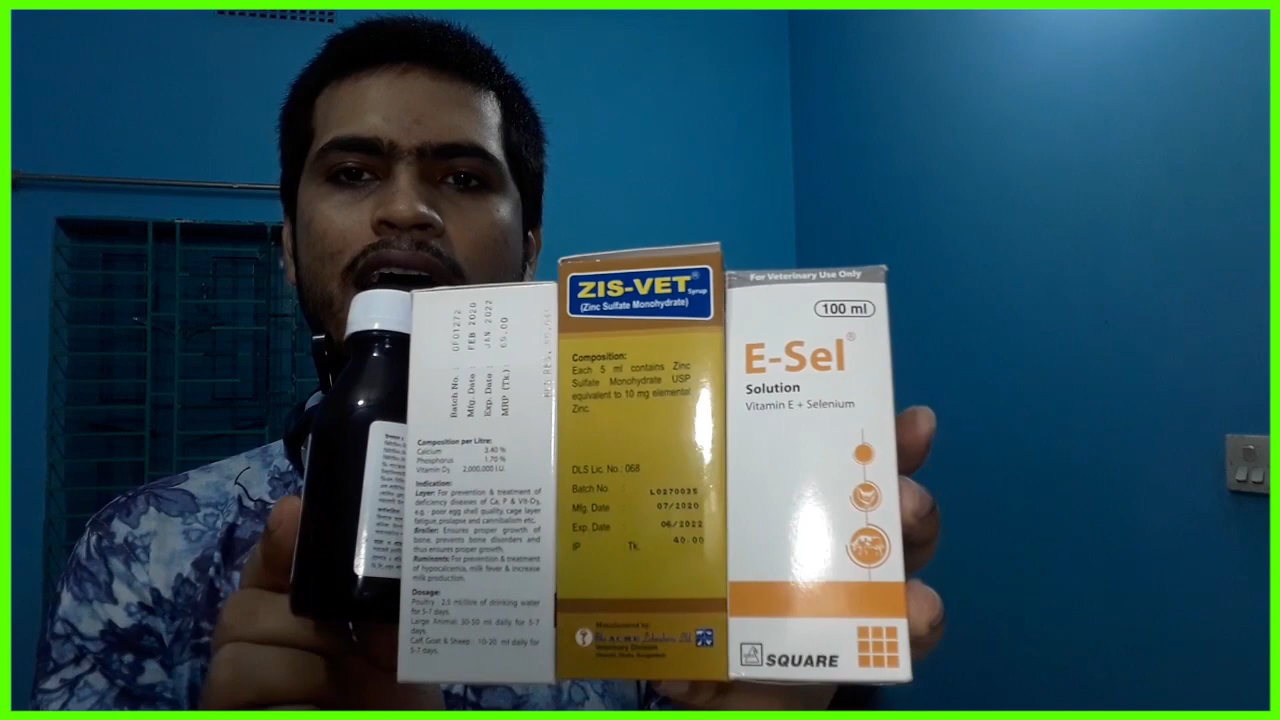 Batch No. : 0F01272
Mfg. Date : FEB 2020
Exp. Date : JAN 2022
MRP (Tk.) : 69.00
Composition per Litre:
Calcium 3.40 %
Phosphorus 1.70 %
Vitamin D₃ 2,000,000 I.U.
Indication:
Layer: For prevention & treatment of
deficiency diseases of Ca, P & Vit-D₃,
e.g.- poor egg shell quality, cage layer
fatigue, prolapse and cannibalism etc.
Broiler: Ensures proper growth of
bone, prevents bone disorders and
thus ensures proper growth.
Ruminants: For prevention & treatment
of hypocalcemia, milk fever & increase
milk production.
Dosage:
Poultry : 2.5 ml/litre of drinking water
for 5-7 days.
Large Animal: 30-50 ml daily for 5-7
days.
Calf, Goat & Sheep : 10-20 ml daily for
5-7 days.
ZIS-VET® Syrup
(Zinc Sulfate Monohydrate)
Composition:
Each 5 ml contains Zinc
Sulfate Monohydrate USP
equivalent to 10 mg elemental
Zinc.
DLS Lic. No.: 068
Batch No. : L0270035
Mfg. Date 07/2020
Exp. Date 06/2022
IP : Tk. 40.00
Manufactured by:
Veterinary Division
For Veterinary Use Only
100 ml
E-Sel®
Solution
Vitamin E + Selenium
SQUARE